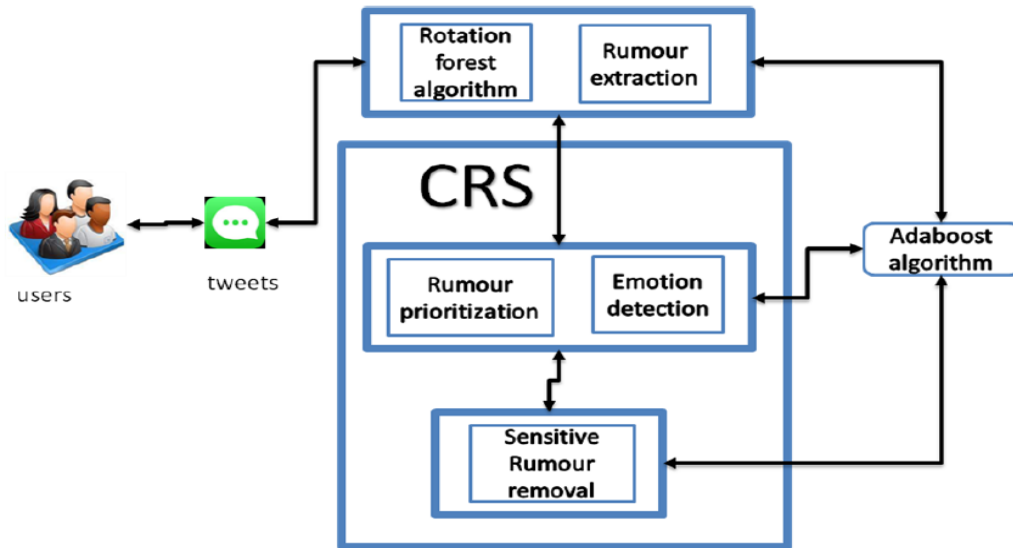 Rotation
forest
algorithm
Rumour
extraction
CRS
users
tweets
Rumour
prioritization
Emotion
detection
Adaboost
algorithm
Sensitive
Rumour
removal